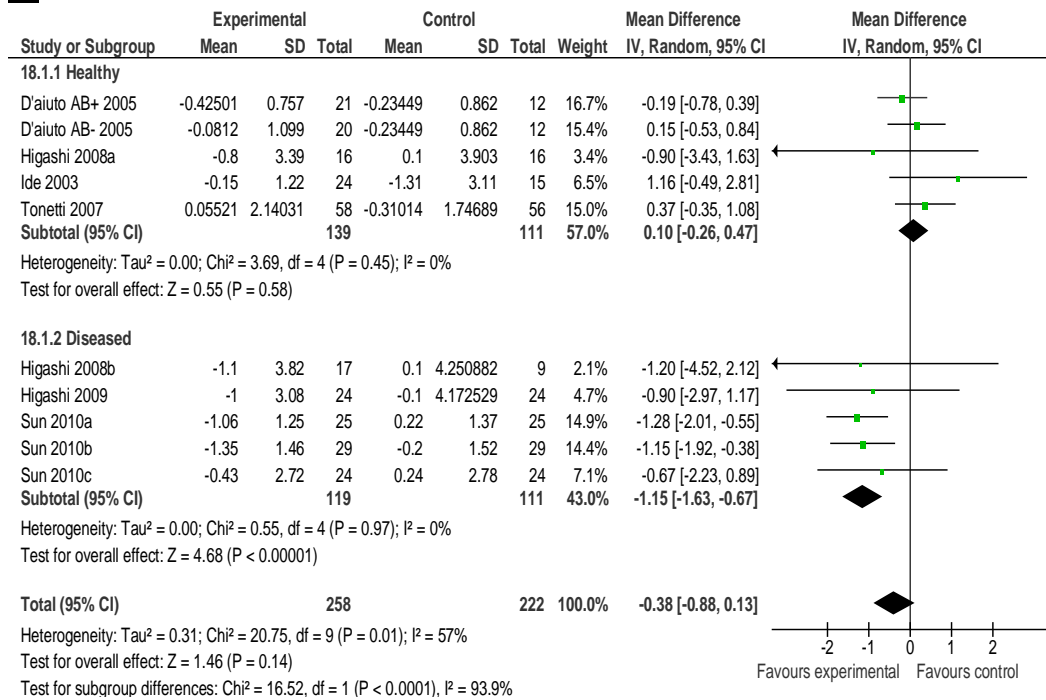 Experimental Control Mean Difference Mean Difference
Study or Subgroup Mean SD Total Mean SD Total Weight IV, Random, 95% CI IV, Random, 95% CI
18.1.1 Healthy
D'aiuto AB+ 2005 -0.42501 0.757 21 -0.23449 0.862 12 16.7% -0.19 [-0.78, 0.39]
D'aiuto AB- 2005 -0.0812 1.099 20 -0.23449 0.862 12 15.4% 0.15 [-0.53, 0.84]
Higashi 2008a -0.8 3.39 16 0.1 3.903 16 3.4% -0.90 [-3.43, 1.63]
Ide 2003 -0.15 1.22 24 -1.31 3.11 15 6.5% 1.16 [-0.49, 2.81]
Tonetti 2007 0.05521 2.14031 58 -0.31014 1.74689 56 15.0% 0.37 [-0.35, 1.08]
Subtotal (95% CI) 139 111 57.0% 0.10 [-0.26, 0.47]
Heterogeneity: Tau² = 0.00; Chi² = 3.69, df = 4 (P = 0.45); I² = 0%
Test for overall effect: Z = 0.55 (P = 0.58)
18.1.2 Diseased
Higashi 2008b -1.1 3.82 17 0.1 4.250882 9 2.1% -1.20 [-4.52, 2.12]
Higashi 2009 -1 3.08 24 -0.1 4.172529 24 4.7% -0.90 [-2.97, 1.17]
Sun 2010a -1.06 1.25 25 0.22 1.37 25 14.9% -1.28 [-2.01, -0.55]
Sun 2010b -1.35 1.46 29 -0.2 1.52 29 14.4% -1.15 [-1.92, -0.38]
Sun 2010c -0.43 2.72 24 0.24 2.78 24 7.1% -0.67 [-2.23, 0.89]
Subtotal (95% CI) 119 111 43.0% -1.15 [-1.63, -0.67]
Heterogeneity: Tau² = 0.00; Chi² = 0.55, df = 4 (P = 0.97); I² = 0%
Test for overall effect: Z = 4.68 (P < 0.00001)
Total (95% CI) 258 222 100.0% -0.38 [-0.88, 0.13]
Heterogeneity: Tau² = 0.31; Chi² = 20.75, df = 9 (P = 0.01); I² = 57%
Test for overall effect: Z = 1.46 (P = 0.14)
Test for subgroup differences: Chi² = 16.52, df = 1 (P < 0.0001), I² = 93.9%
-2 -1 0 1 2
Favours experimental Favours control